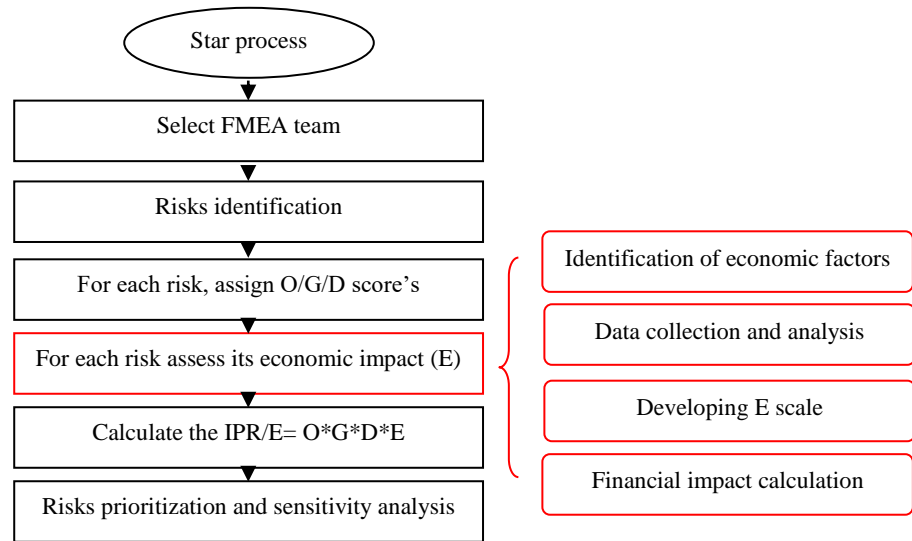 Star process
Select FMEA team
Risks identification
For each risk, assign O/G/D score’s
For each risk assess its economic impact (E)
Calculate the IPR/E= O*G*D*E
Risks prioritization and sensitivity analysis
Identification of economic factors
Data collection and analysis
Developing E scale
Financial impact calculation